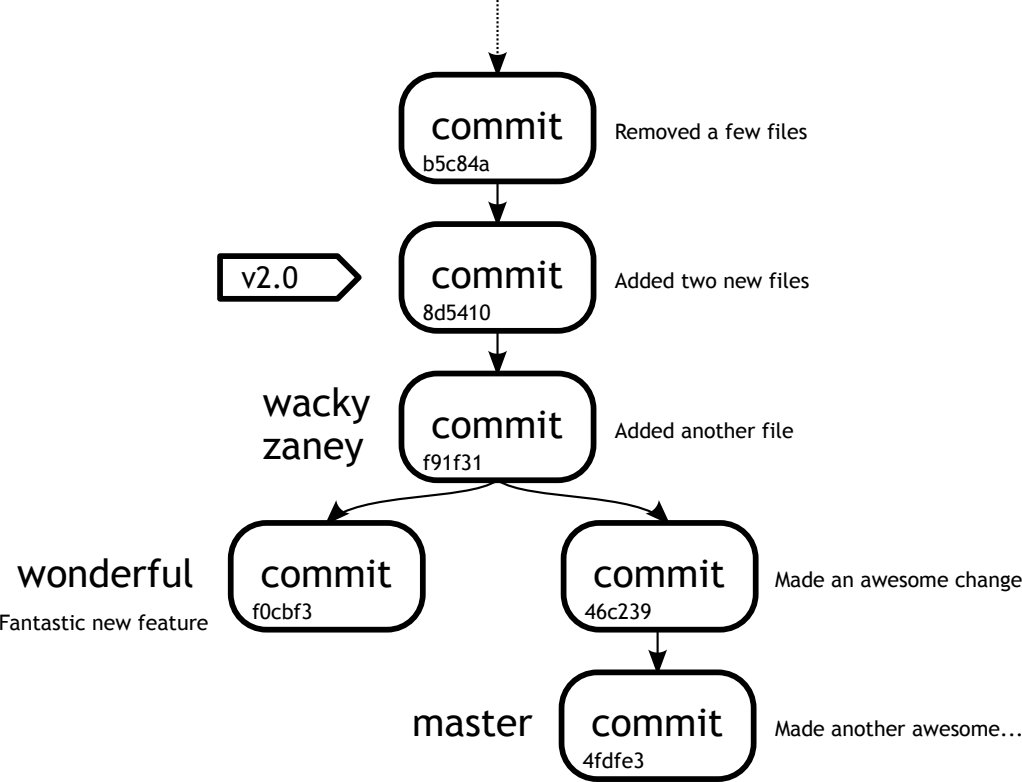 commit
b5c84a
Removed a few files
v2.0
commit
8d5410
Added two new files
wacky
zaney
commit
f91f31
Added another file
wonderful
Fantastic new feature
commit
f0cbf3
commit
46c239
Made an awesome change
master
commit
4fdfe3
Made another awesome...